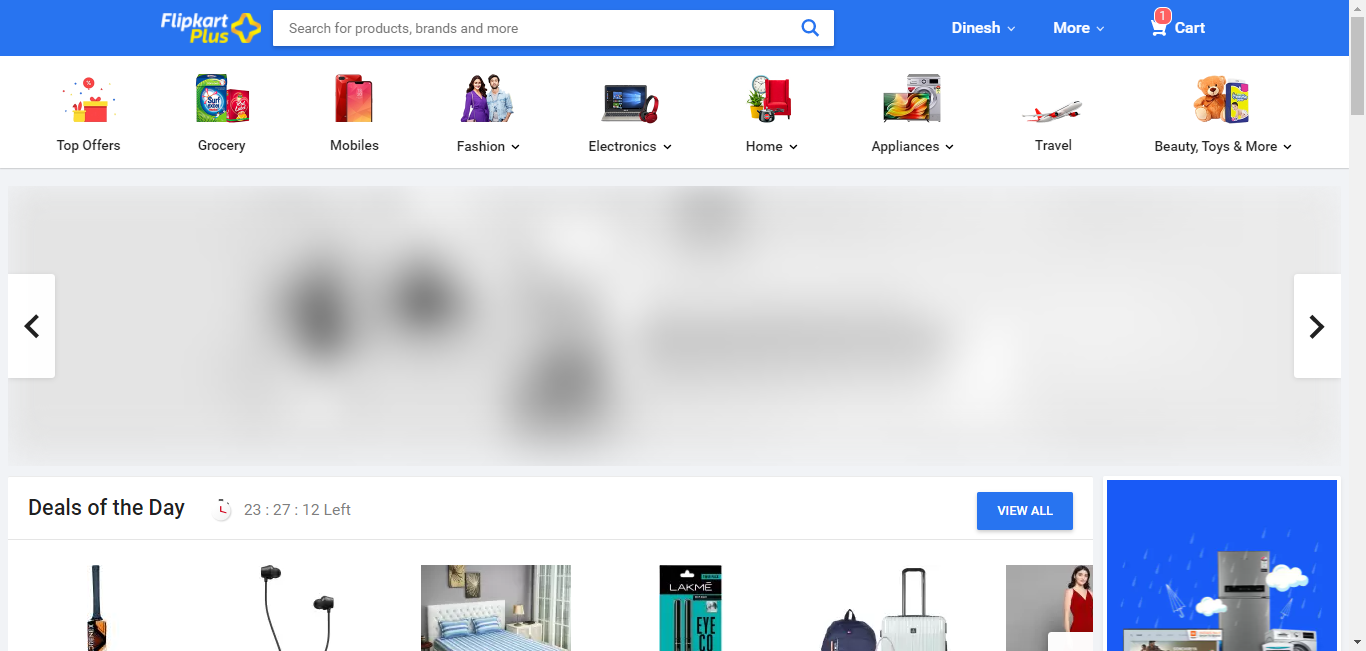 Flipkart
Plus
Search for products, brands and more
Dinesh
More
1
Cart
Top Offers
Grocery
Mobiles
Fashion
Electronics
Home
Appliances
Travel
Beauty, Toys & More
Deals of the Day
23 : 27 : 12 Left
VIEW ALL
LAKMÉ
EYE
CO